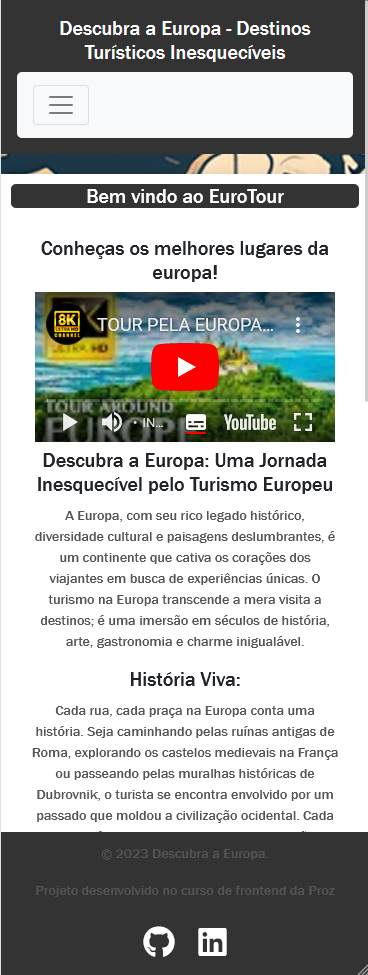 Descubra a Europa - Destinos
Turísticos Inesquecíveis
Bem vindo ao EuroTour
Conheças os melhores lugares da
europa!
8K
ULTRA HD
CHANNEL
TOUR PELA EUROPA...
ULTRA HD
TOUR AROUND
EUROPE
• IN...
YouTube
Descubra a Europa: Uma Jornada
Inesquecível pelo Turismo Europeu
A Europa, com seu rico legado histórico,
diversidade cultural e paisagens deslumbrantes, é
um continente que cativa os corações dos
viajantes em busca de experiências únicas. O
turismo na Europa transcende a mera visita a
destinos; é uma imersão em séculos de história,
arte, gastronomia e charme inigualável.
História Viva:
Cada rua, cada praça na Europa conta uma
história. Seja caminhando pelas ruínas antigas de
Roma, explorando os castelos medievais na França
ou passeando pelas muralhas históricas de
Dubrovnik, o turista se encontra envolvido por um
passado que moldou a civilização ocidental. Cada
© 2023 Descubra a Europa.
Projeto desenvolvido no curso de frontend da Proz
in